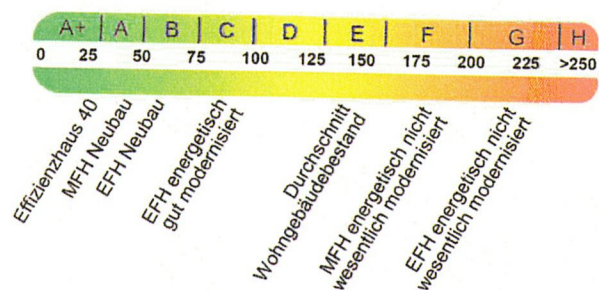 A+ A B C D E F G H
0 25 50 75 100 125 150 175 200 225 >250
Effizienzhaus 40
MFH Neubau
EFH Neubau
EFH energetisch
gut modernisiert
Durchschnitt
Wohngebäudebestand
MFH energetisch nicht
wesentlich modernisiert
EFH energetisch nicht
wesentlich modernisiert